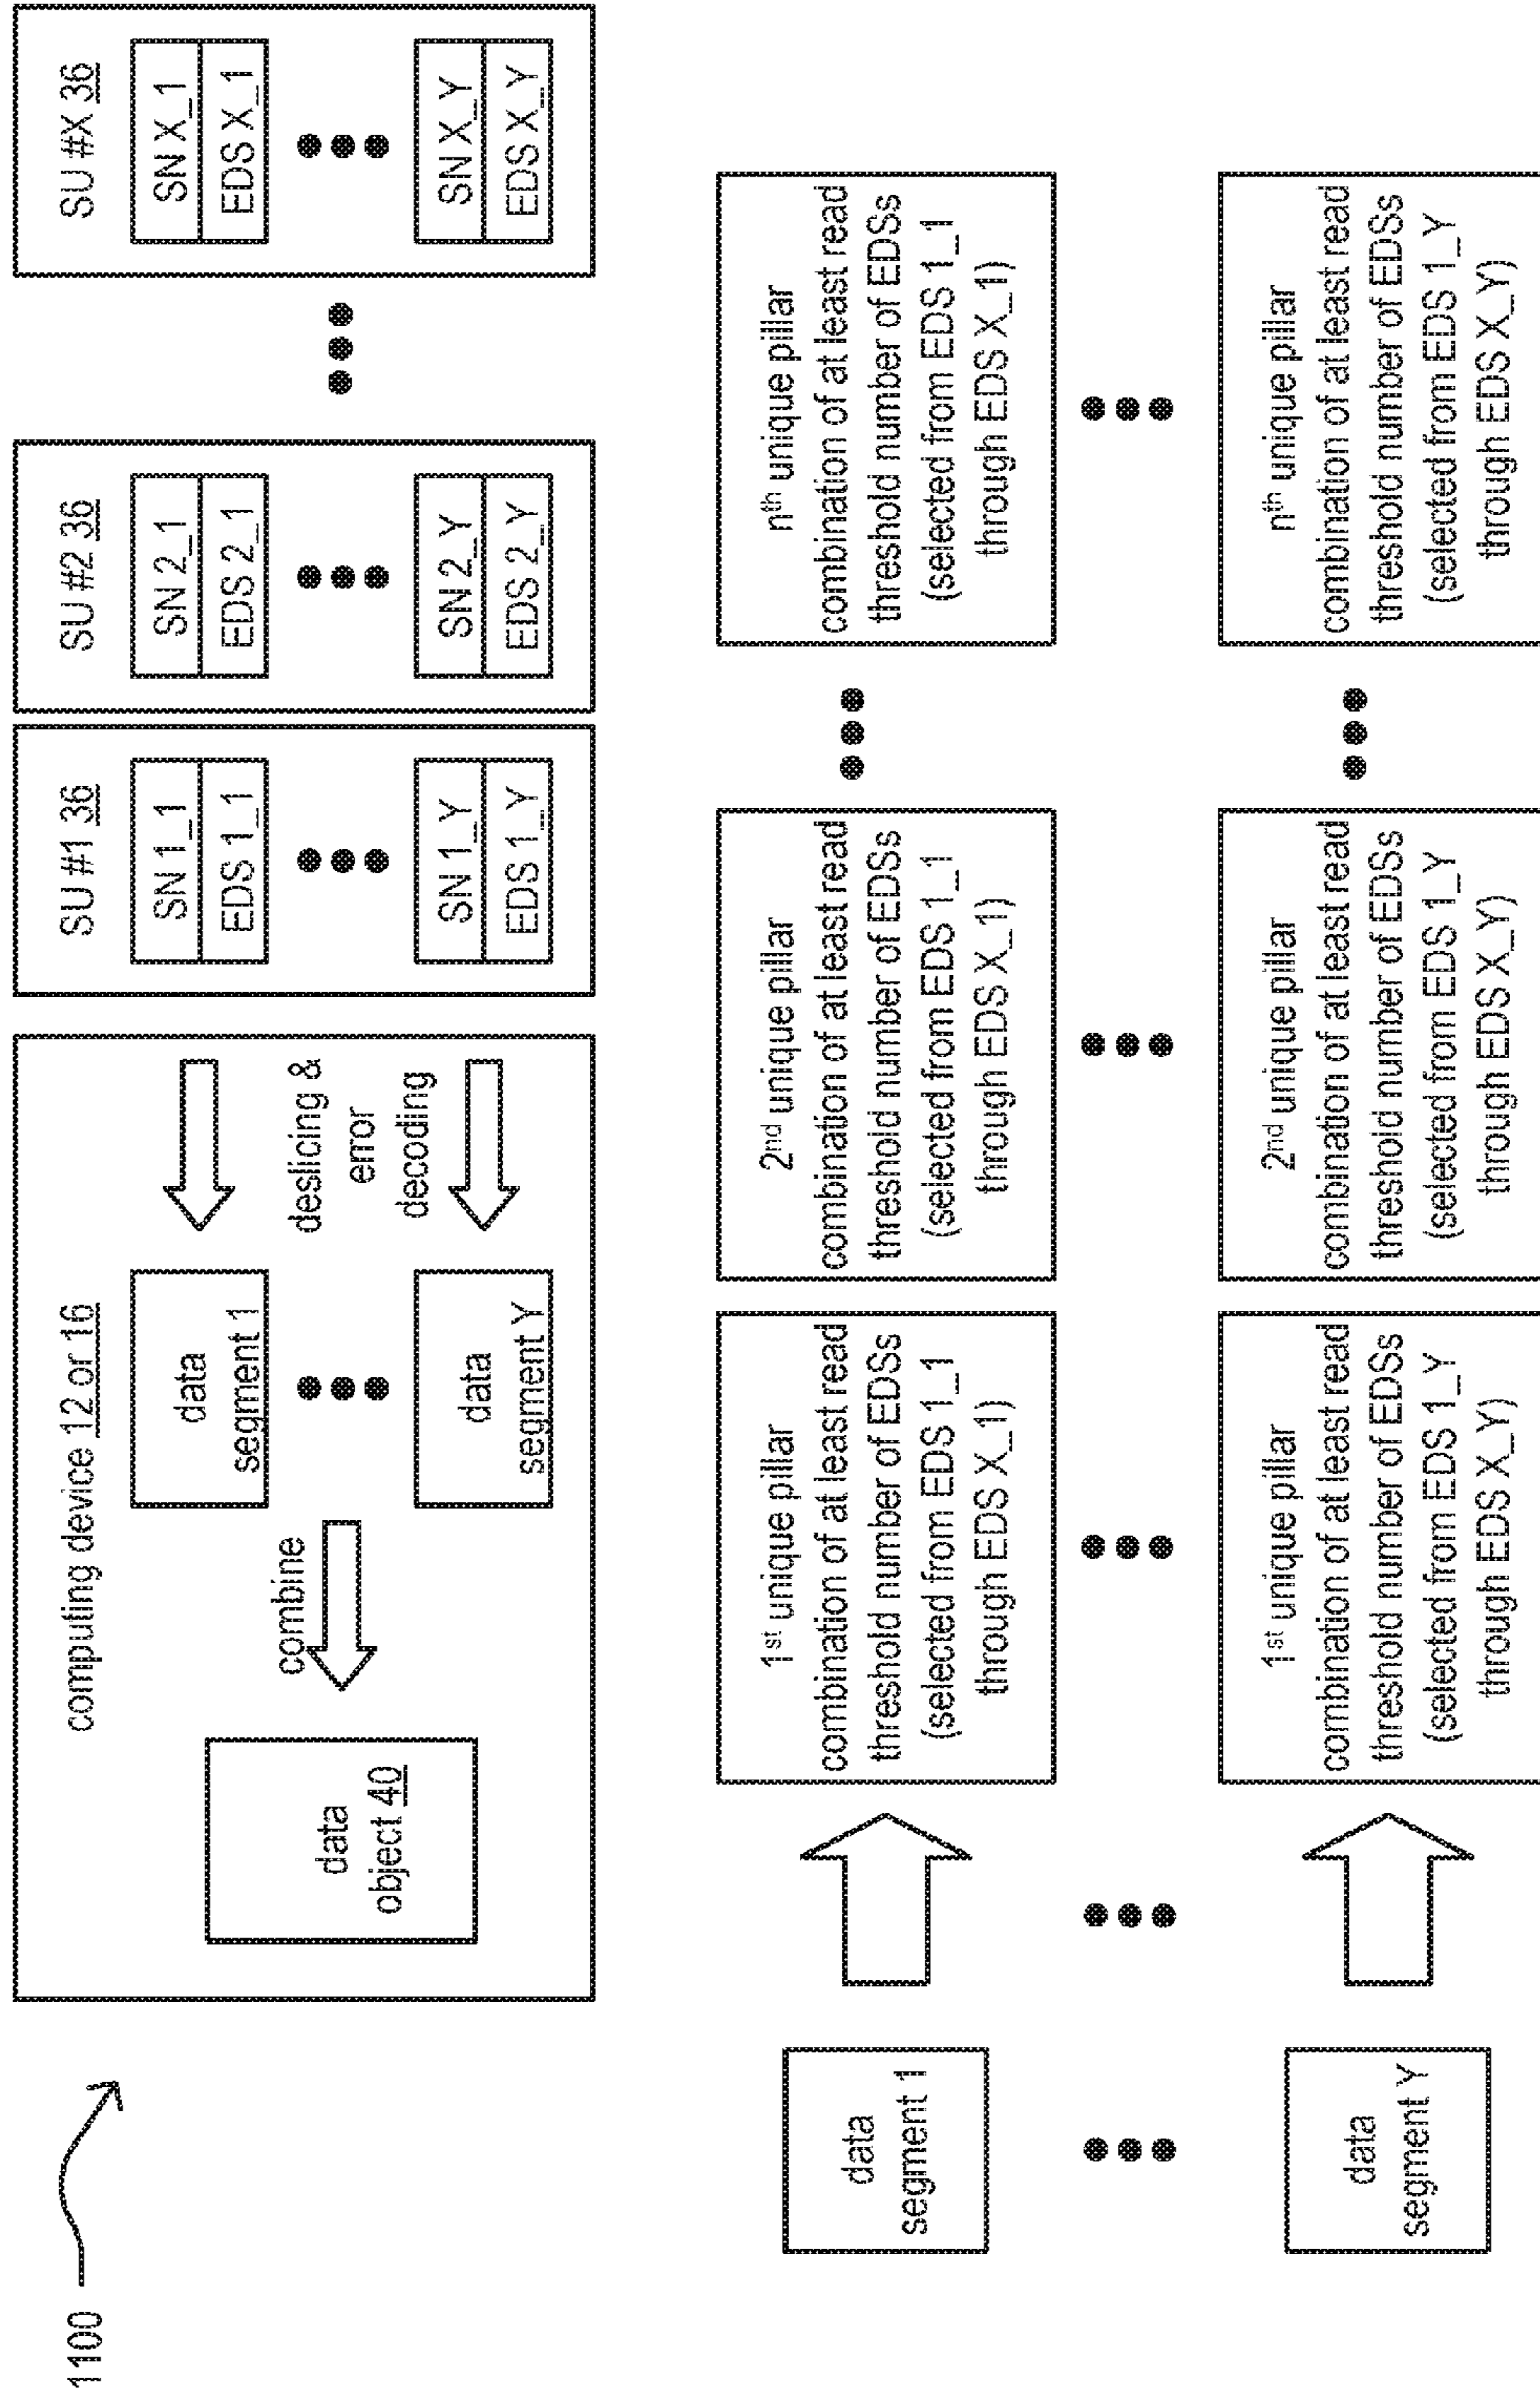 1100
computing device 12 or 16
data
object 40
combine
data
segment 1
data
segment Y
deslicing &
error
decoding
SU #1 36
SN 1_1
EDS 1_1
SN 1_Y
EDS 1_Y
SU #2 36
SN 2_1
EDS 2_1
SN 2_Y
EDS 2_Y
SU #X 36
SN X_1
EDS X_1
SN X_Y
EDS X_Y
data
segment 1
1st unique pillar
combination of at least read
threshold number of EDSs
(selected from EDS 1_1
through EDS X_1)
2nd unique pillar
combination of at least read
threshold number of EDSs
(selected from EDS 1_1
through EDS X_1)
nth unique pillar
combination of at least read
threshold number of EDSs
(selected from EDS 1_1
through EDS X_1)
data
segment Y
1st unique pillar
combination of at least read
threshold number of EDSs
(selected from EDS 1_Y
through EDS X_Y)
2nd unique pillar
combination of at least read
threshold number of EDSs
(selected from EDS 1_Y
through EDS X_Y)
nth unique pillar
combination of at least read
threshold number of EDSs
(selected from EDS 1_Y
through EDS X_Y)